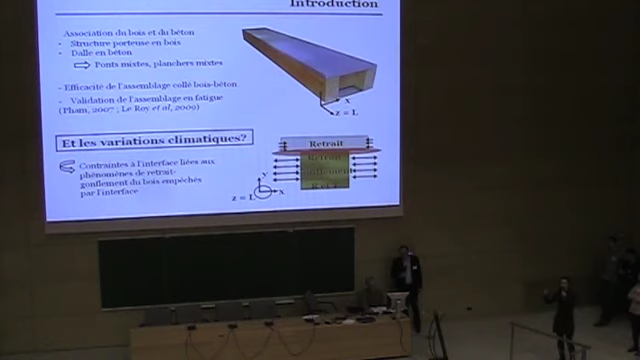 Introduction
Association du bois et du béton
- Structure porteuse en bois
- Dalle en béton
Ponts mixtes, planchers mixtes
- Efficacité de l'assemblage collé bois-béton
- Validation de l'assemblage en fatigue
(Pham, 2007 ; Le Roy et al, 2009)
x
z = L
Et les variations climatiques?
Contraintes à l'interface liées aux
phénomènes de retrait-
gonflement du bois empêchés
par l'interface
Retrait
Retrait
y
x
z = L